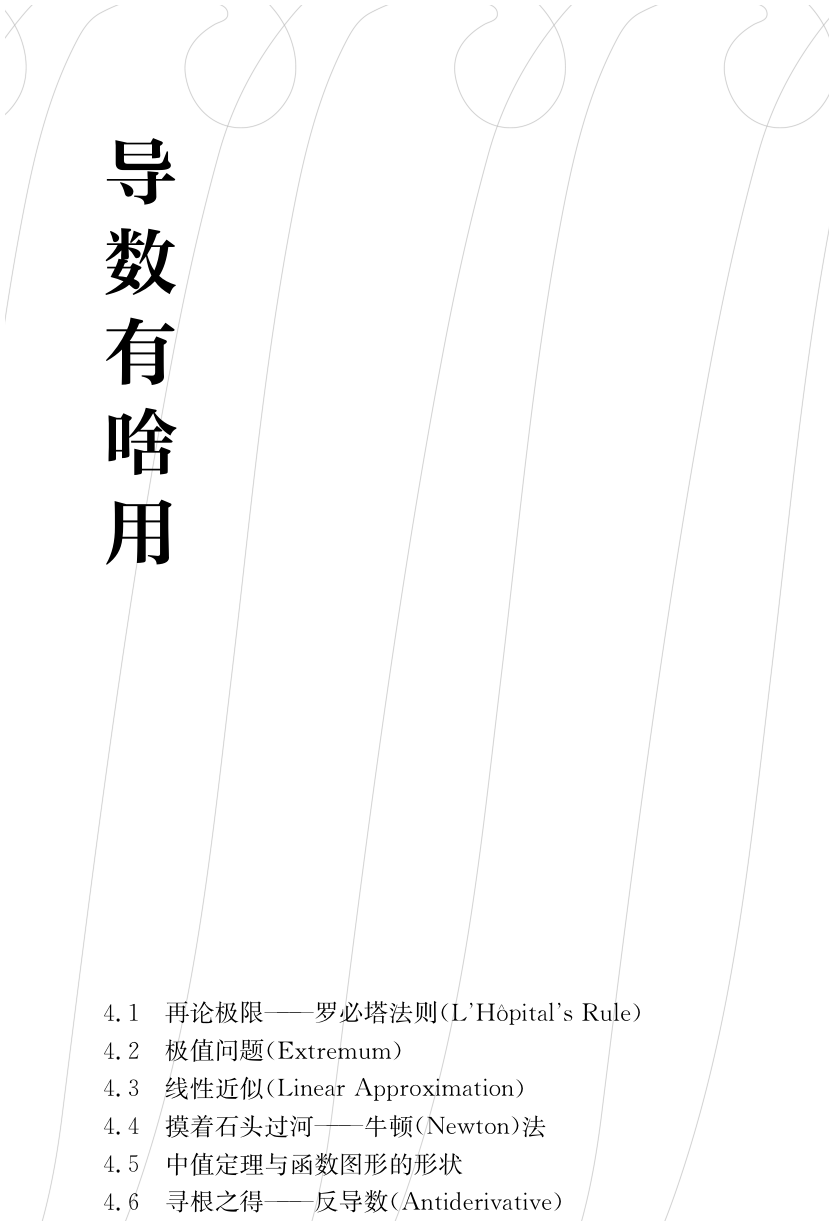 导数有啥用
4.1 再论极限——罗必塔法则(L'Hôpital's Rule)
4.2 极值问题(Extremum)
4.3 线性近似(Linear Approximation)
4.4 摸着石头过河——牛顿(Newton)法
4.5 中值定理与函数图形的形状
4.6 寻根之得——反导数(Antiderivative)